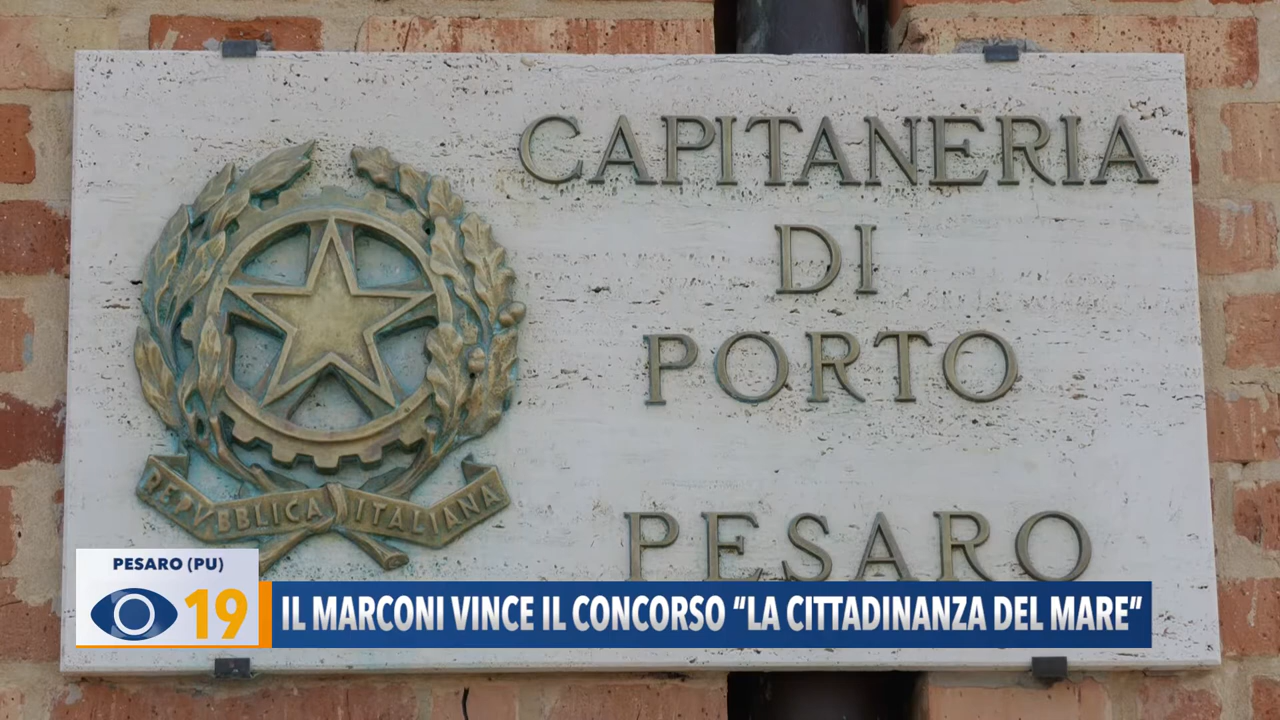 CAPITANERIA
DI
PORTO
PESARO
REPVBBLICA ITALIANA
PESARO (PU)
19
IL MARCONI VINCE IL CONCORSO “LA CITTADINANZA DEL MARE”